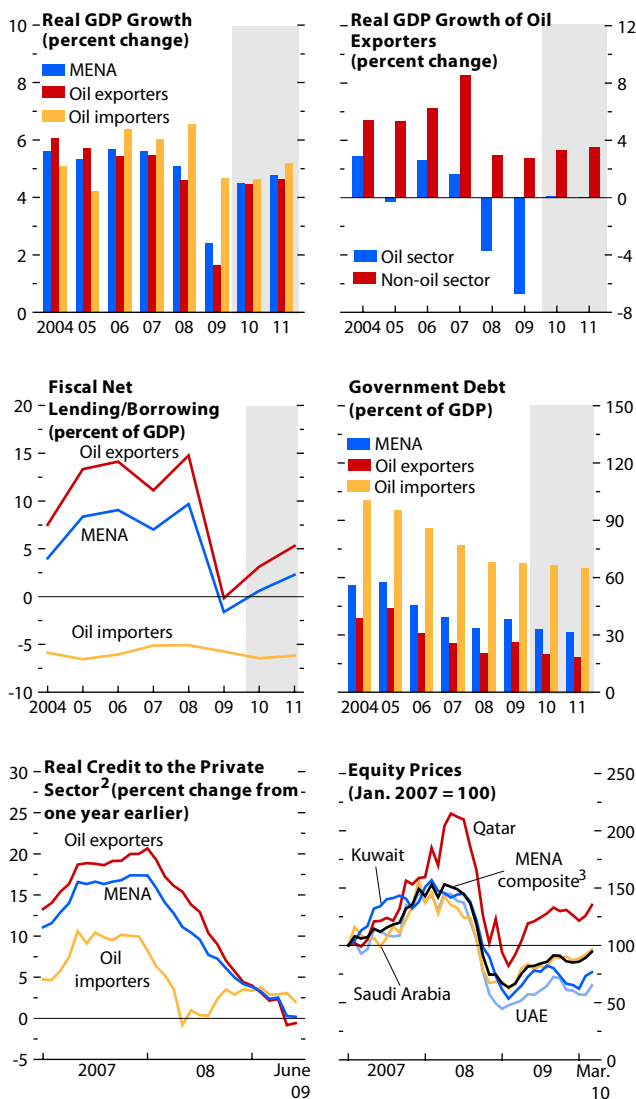 Real GDP Growth
(percent change)
MENA
Oil exporters
Oil importers
10
8
6
4
2
0
2004 05 06 07 08 09 10 11
Real GDP Growth of Oil
Exporters
(percent change)
Oil sector
Non-oil sector
12
8
4
0
-4
-8
2004 05 06 07 08 09 10 11
Fiscal Net
Lending/Borrowing
(percent of GDP)
Oil exporters
MENA
Oil importers
20
15
10
5
0
-5
-10
2004 05 06 07 08 09 10 11
Government Debt
(percent of GDP)
MENA
Oil exporters
Oil importers
150
120
90
60
30
0
2004 05 06 07 08 09 10 11
Real Credit to the Private
Sector2 (percent change from
one year earlier)
Oil exporters
MENA
Oil
importers
30
25
20
15
10
5
0
-5
2007 08 June
09
Equity Prices
(Jan. 2007 = 100)
Qatar
Kuwait
MENA
composite3
Saudi Arabia
UAE
250
200
150
100
50
0
2007 08 09 Mar.
10